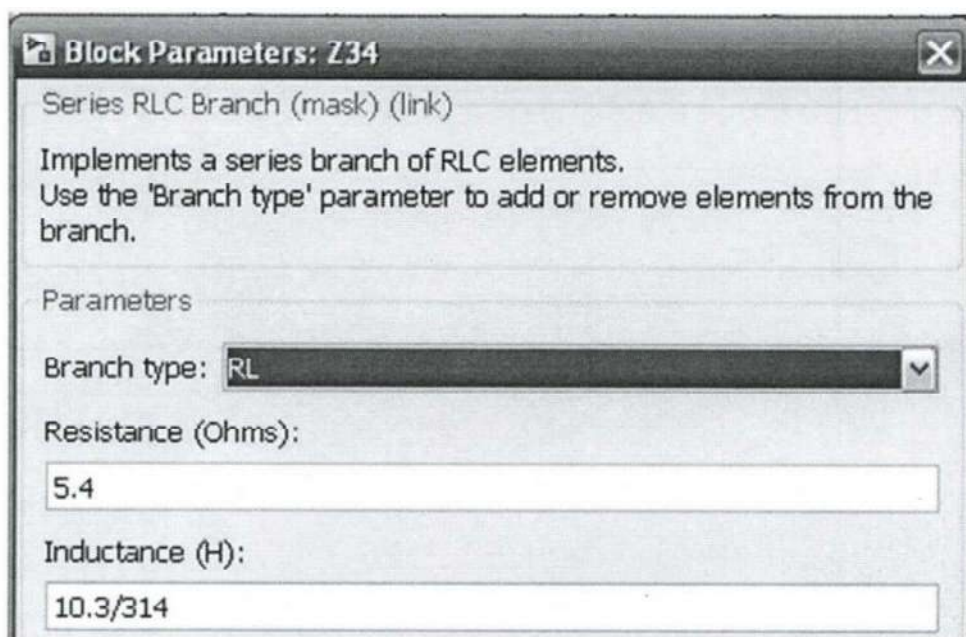 Block Parameters: Z34
Series RLC Branch (mask) (link)
Implements a series branch of RLC elements.
Use the 'Branch type' parameter to add or remove elements from the
branch.
Parameters
Branch type: RL
Resistance (Ohms):
5.4
Inductance (H):
10.3/314